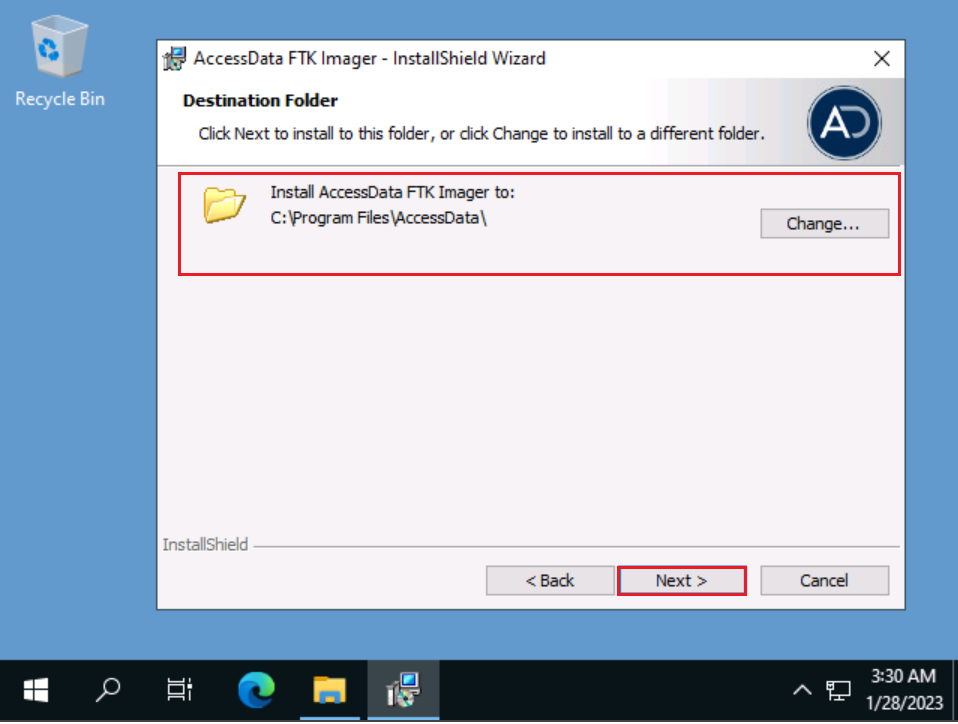 Recycle Bin
AccessData FTK Imager - InstallShield Wizard
Destination Folder
Click Next to install to this folder, or click Change to install to a different folder.
AD
Install AccessData FTK Imager to:
C:\Program Files\AccessData\
Change...
InstallShield
< Back
Next >
Cancel
3:30 AM
1/28/2023